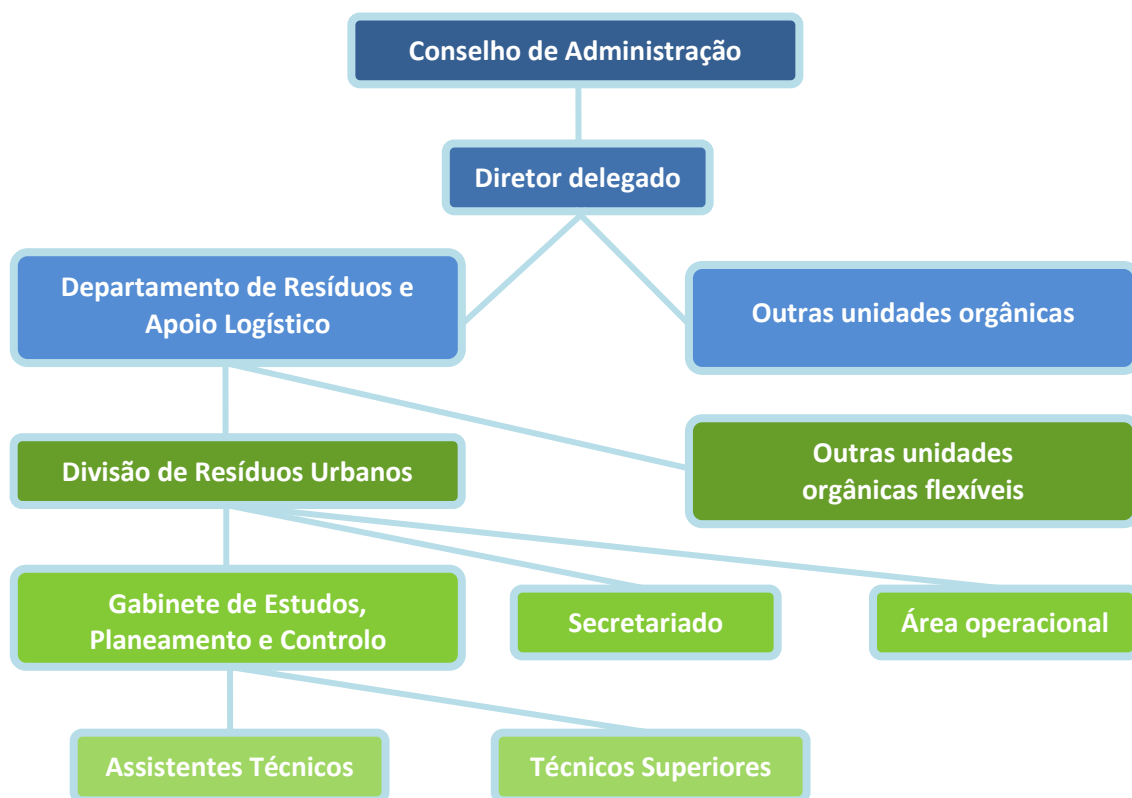 Conselho de Administração
Diretor delegado
Departamento de Resíduos e
Apoio Logístico
Outras unidades orgânicas
Divisão de Resíduos Urbanos
Outras unidades
orgânicas flexíveis
Gabinete de Estudos,
Planeamento e Controlo
Secretariado
Área operacional
Assistentes Técnicos
Técnicos Superiores